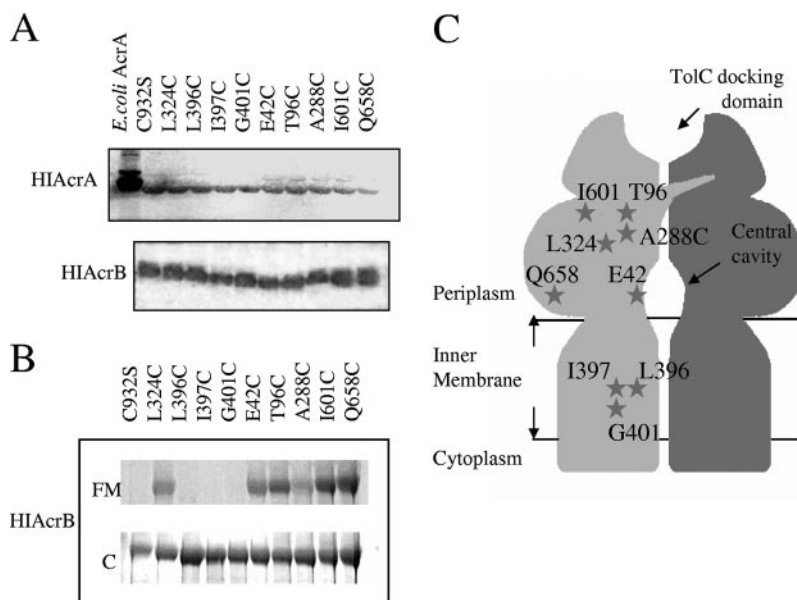 A
E.coli AcrA
C932S
L324C
L396C
I397C
G401C
E42C
T96C
A288C
I601C
Q658C
HIAcrA
HIAcrB
B
C932S
L324C
L396C
I397C
G401C
E42C
T96C
A288C
I601C
Q658C
FM
HIAcrB
C
C
TolC docking
domain
I601 T96
L324 A288C
Central
cavity
Q658 E42
Periplasm
Inner
Membrane
I397 L396
G401
Cytoplasm